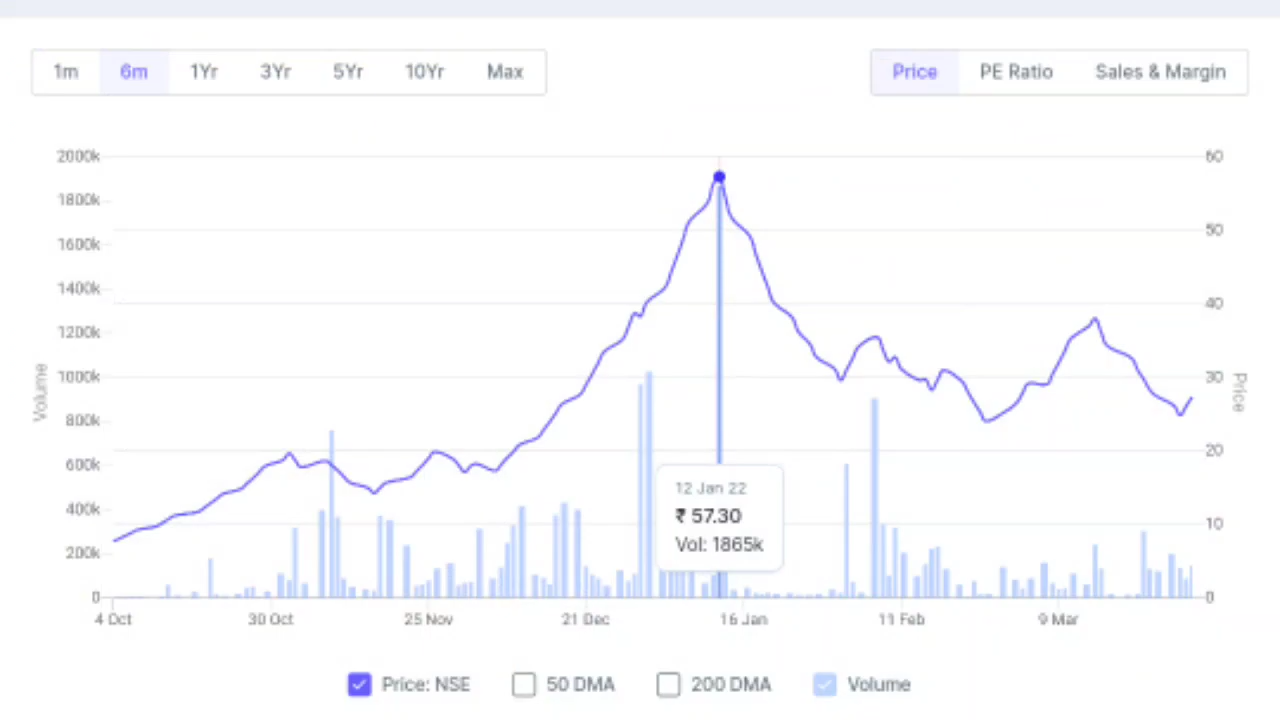 1m 6m 1Yr 3Yr 5Yr 10Yr Max Price PE Ratio Sales & Margin
2000k 60
1800k
1600k 50
1400k 40
1200k
1000k 30
Volume Price
800k
600k 20
400k 10
200k
0 0
12 Jan 22
₹ 57.30
Vol: 1865k
4 Oct 30 Oct 25 Nov 21 Dec 16 Jan 11 Feb 9 Mar
Price: NSE 50 DMA 200 DMA Volume